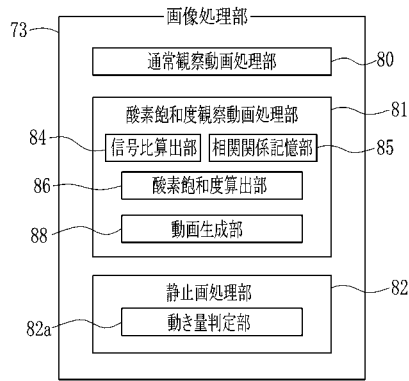 画像処理部
73
通常観察動画処理部
80
酸素飽和度観察動画処理部
81
84
信号比算出部
相関関係記憶部
85
86
酸素飽和度算出部
88
動画生成部
静止画処理部
82
82a
動き量判定部